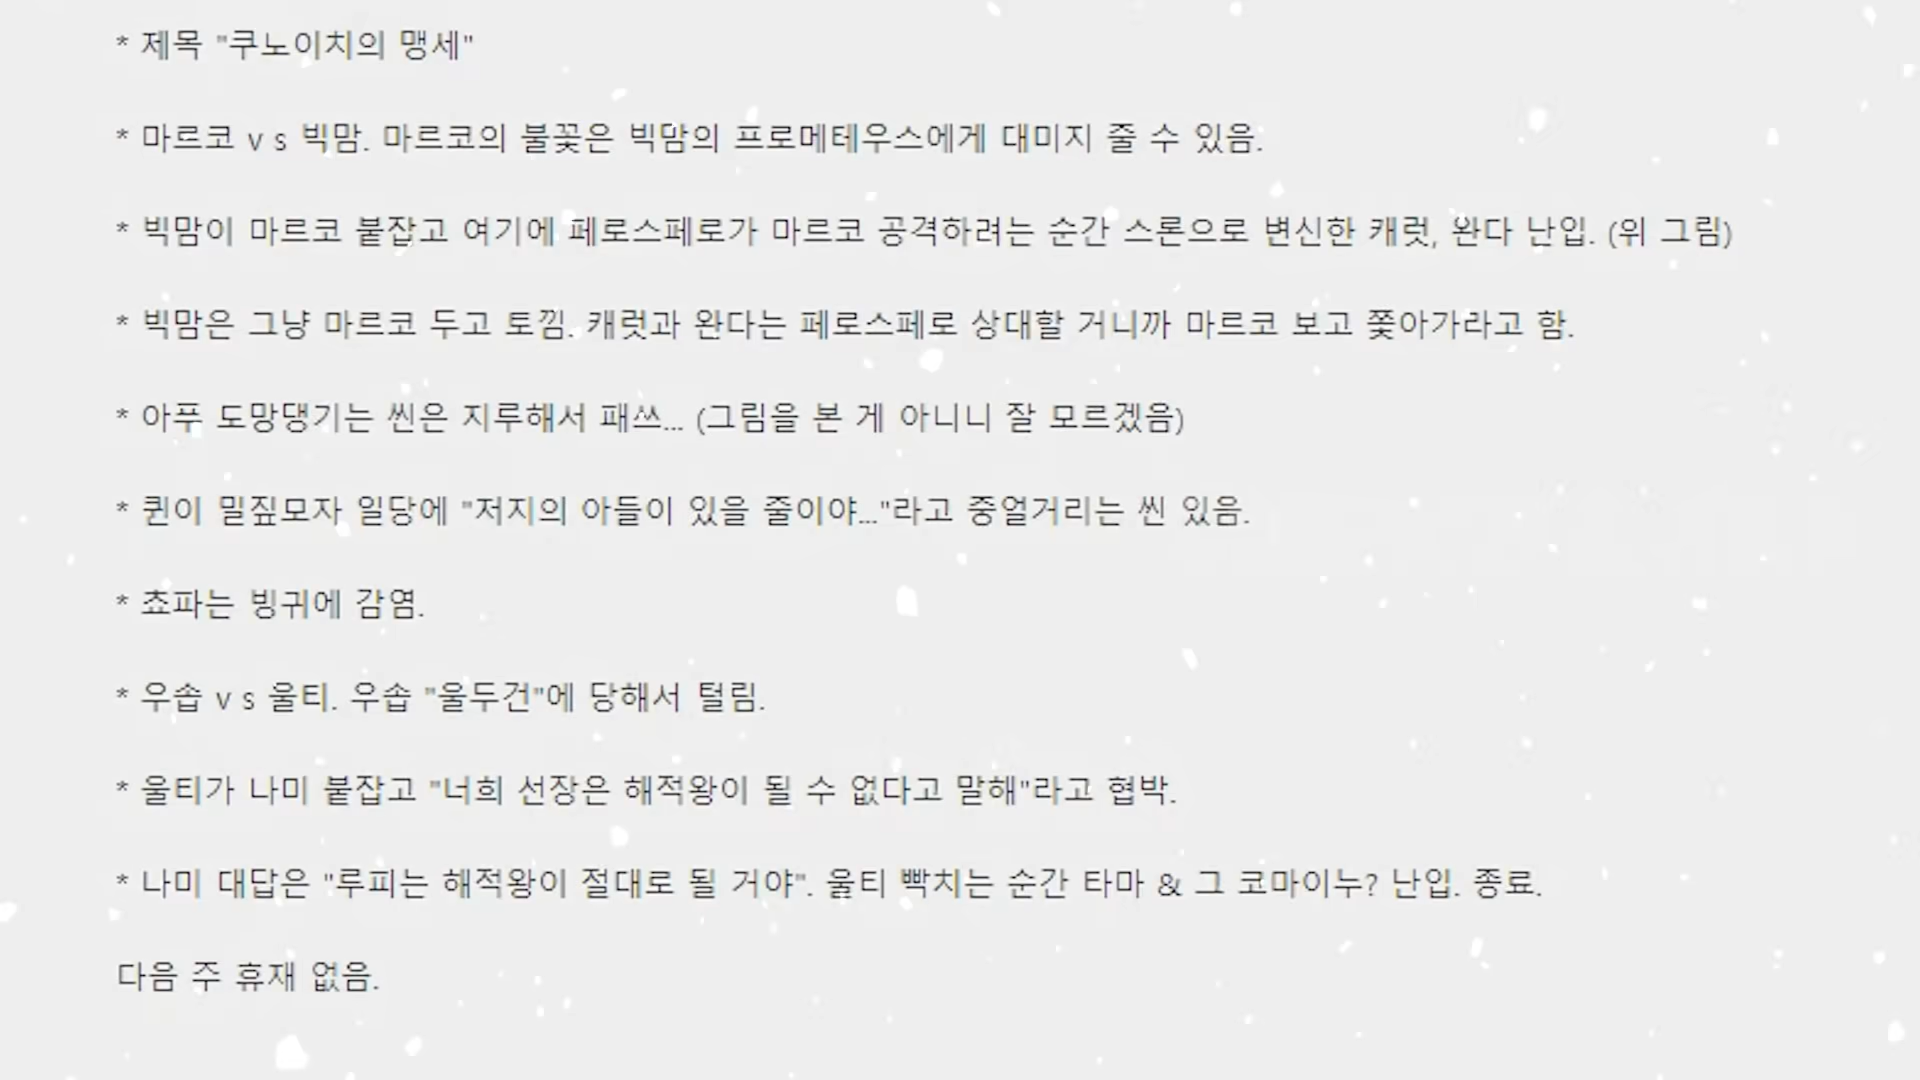 * 제목 "쿠노이치의 맹세"
* 마르코 v s 빅맘. 마르코의 불꽃은 빅맘의 프로메테우스에게 대미지 줄 수 있음.
* 빅맘이 마르코 붙잡고 여기에 페로스페로가 마르코 공격하려는 순간 스론으로 변신한 캐럿, 완다 난입. (위 그림)
* 빅맘은 그냥 마르코 두고 토낌. 캐럿과 완다는 페로스페로 상대할 거니까 마르코 보고 쫓아가라고 함.
* 아푸 도망댕기는 씬은 지루해서 패쓰... (그림을 본 게 아니니 잘 모르겠음)
* 퀸이 밀짚모자 일당에 "저지의 아들이 있을 줄이야..."라고 중얼거리는 씬 있음.
* 쵸파는 빙귀에 감염.
* 우솝 v s 울티. 우솝 "울두건"에 당해서 털림.
* 울티가 나미 붙잡고 "너희 선장은 해적왕이 될 수 없다고 말해"라고 협박.
* 나미 대답은 "루피는 해적왕이 절대로 될 거야". 울티 빡치는 순간 타마 & 그 코마이누? 난입. 종료.
다음 주 휴재 없음.